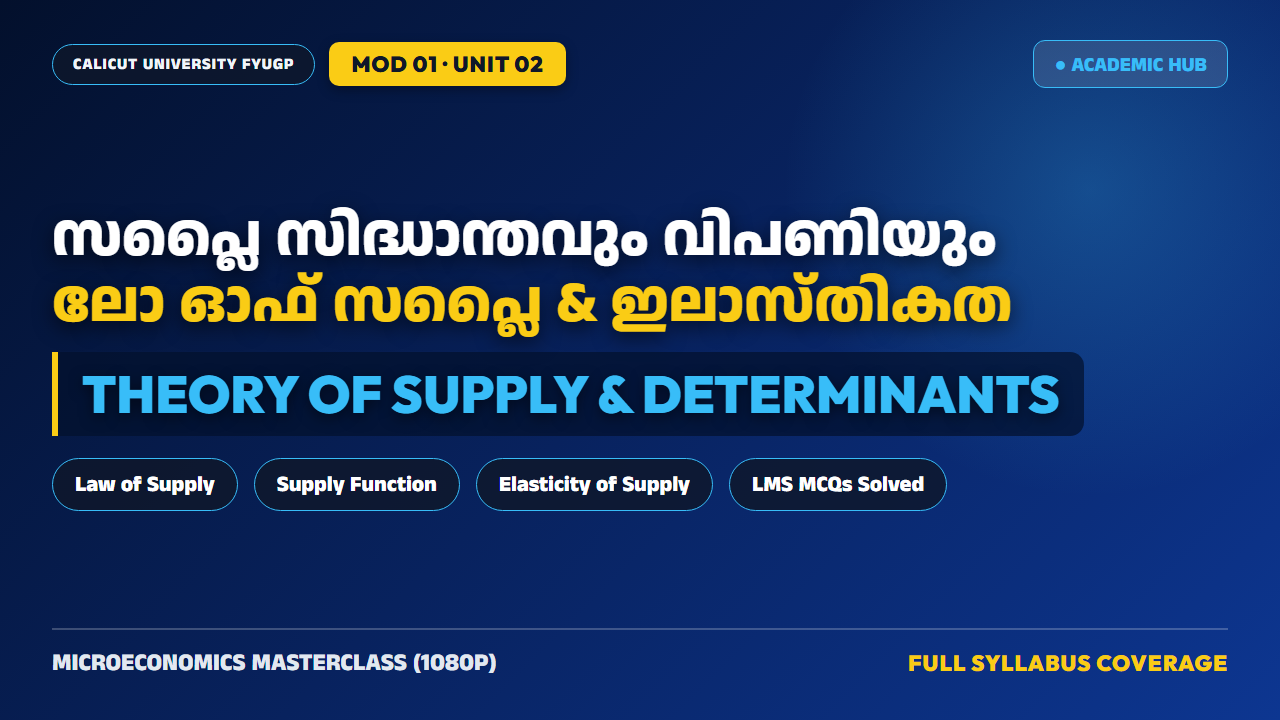 CALICUT UNIVERSITY FYUGP
MOD 01 · UNIT 02
● ACADEMIC HUB
സപ്ലൈ സിദ്ധാന്തവും വിപണിയും
ലോ ഓഫ് സപ്ലൈ & ഇലാസ്തികത
THEORY OF SUPPLY & DETERMINANTS
Law of Supply
Supply Function
Elasticity of Supply
LMS MCQs Solved
MICROECONOMICS MASTERCLASS (1080P)
FULL SYLLABUS COVERAGE